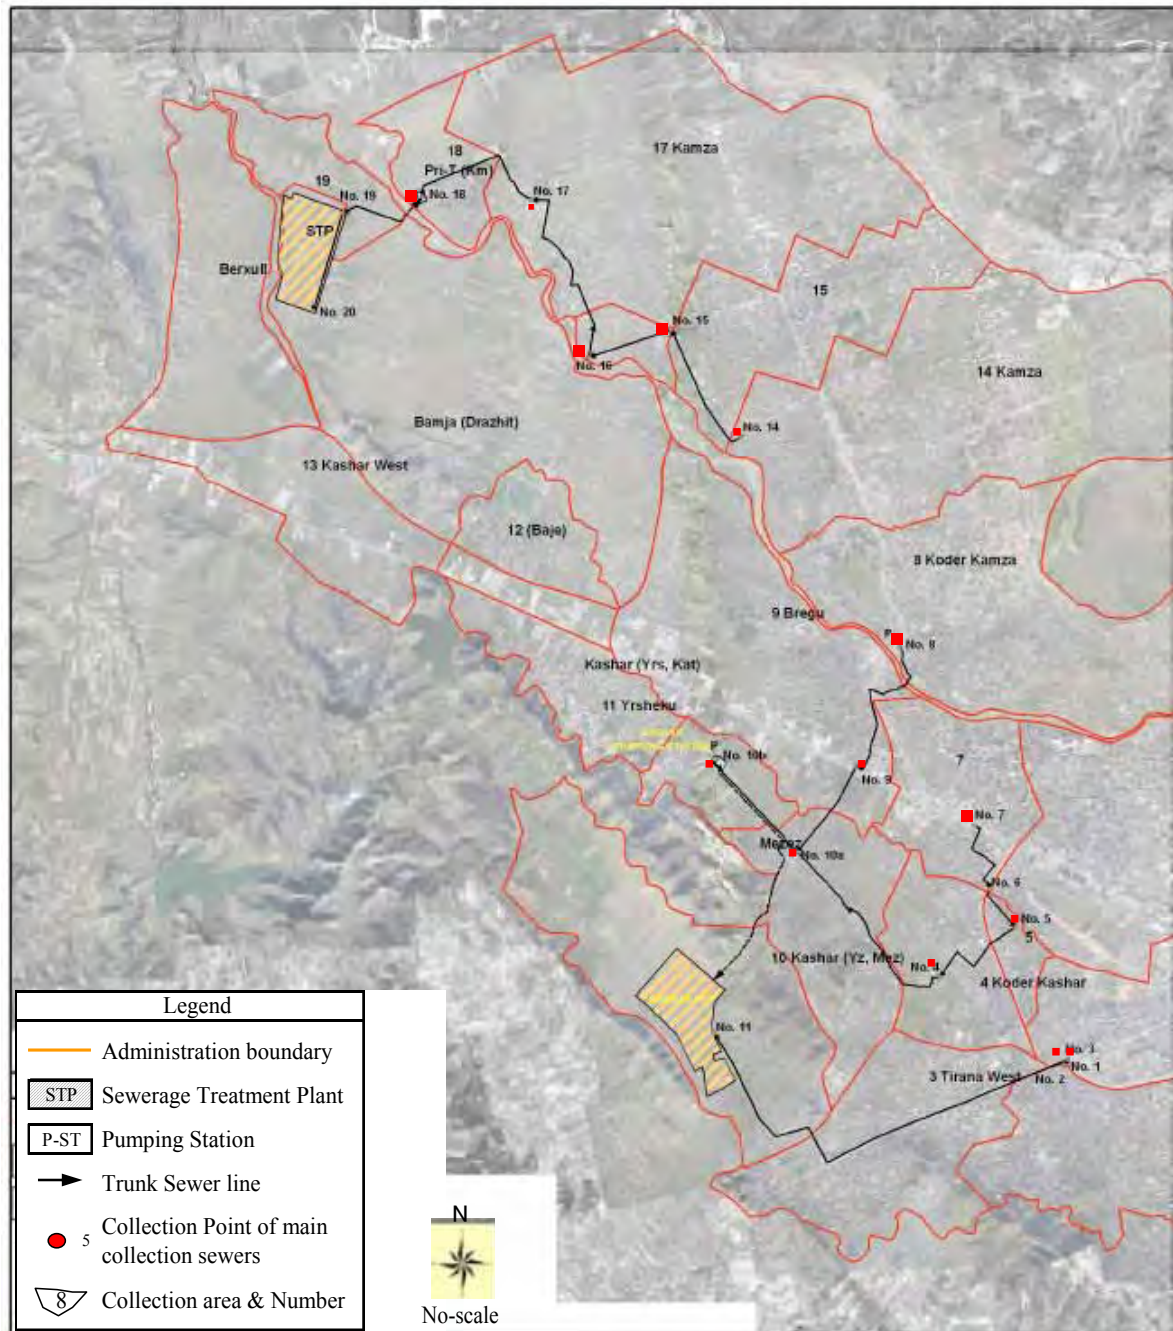 17 Kamza
18
Pri-T (Km)
No. 18
No. 17
19
No. 19
STP
Berxull
No. 20
15
No. 15
No. 16
14 Kamza
No. 14
Bamja (Drazhit)
13 Kashar West
12 (Baje)
8 Koder Kamza
9 Bregu
P
No. 8
Kashar (Yrs, Kat)
11 Yrsheku
P
No. 10b
7
No. 9
No. 7
Mezez
No. 10a
No. 6
No. 5
5
10 Kashar (Yz, Mez)
No. 4
4 Koder Kashar
No. 11
No. 3
No. 1
3 Tirana West
No. 2
Legend
Administration boundary
STP Sewerage Treatment Plant
P-ST Pumping Station
Trunk Sewer line
5 Collection Point of main
collection sewers
8 Collection area & Number
N
No-scale